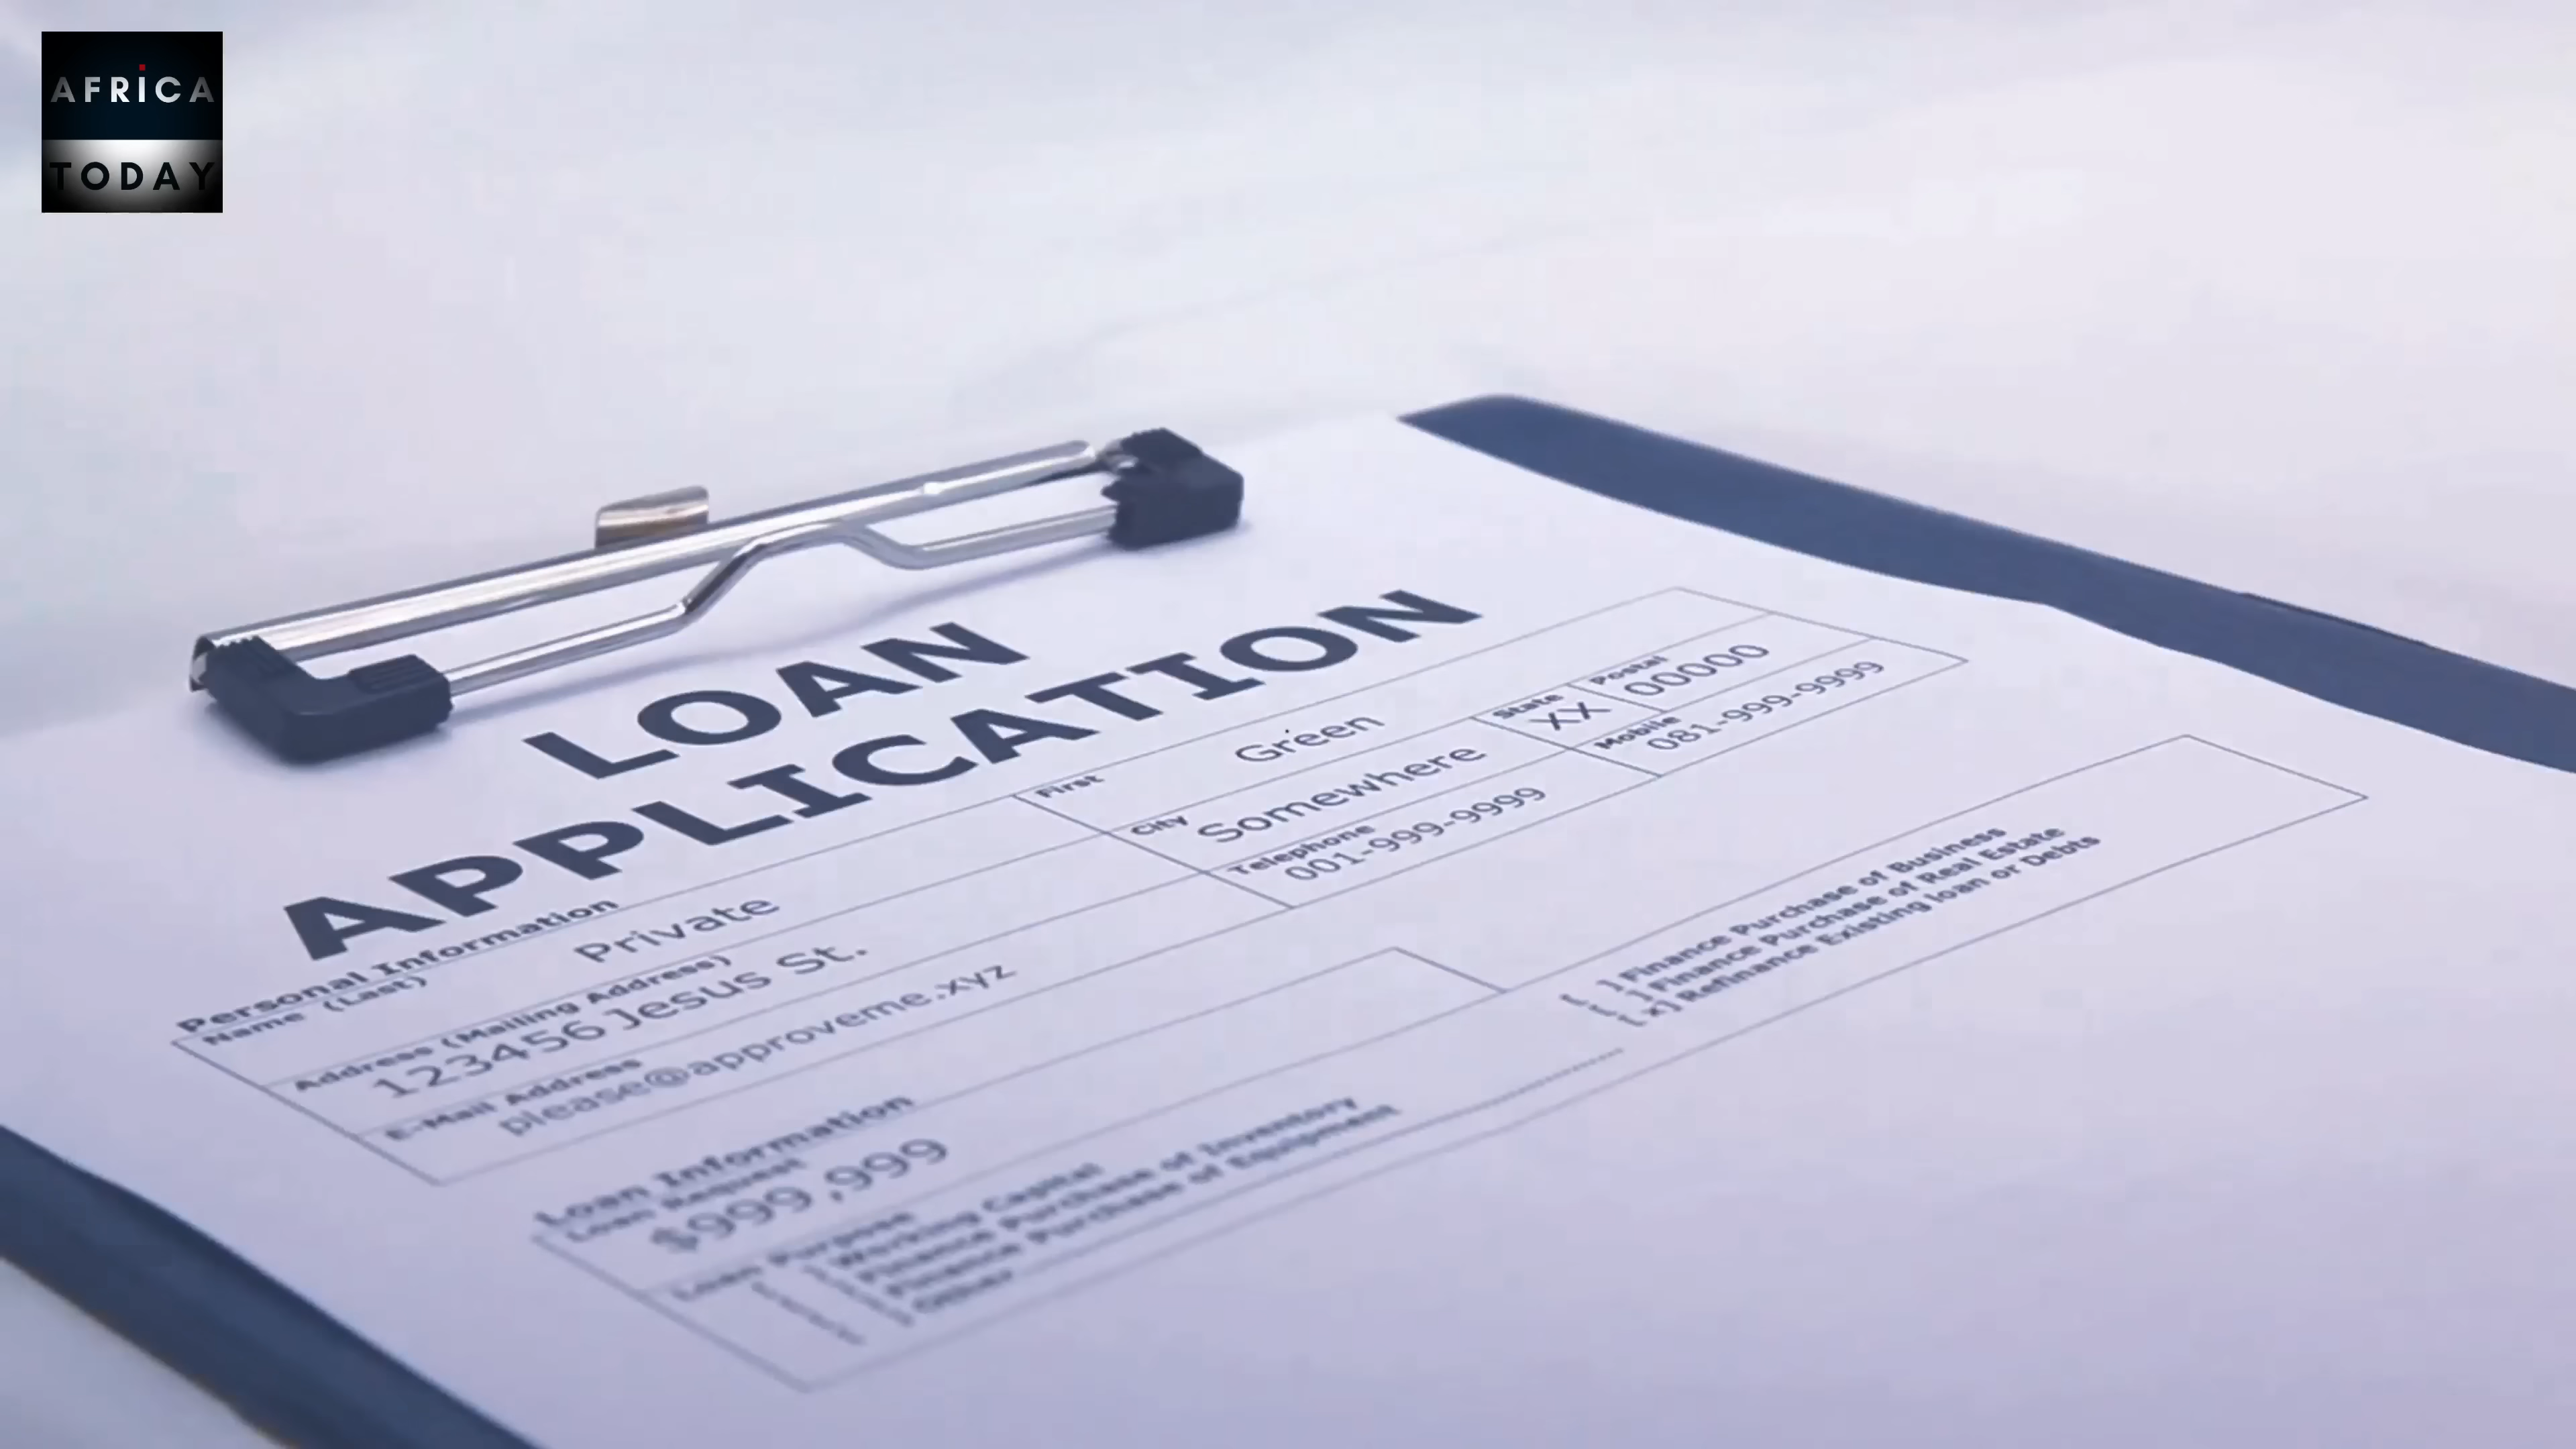 AFRiCA
TODAY
LOAN
APPLICATION
Personal Information
Name (Last) Private First Green
Address (Mailing Address) City State Postal
123456 Jesus St. Somewhere XX 00000
E-Mail Address Telephone Mobile
please@approveme.xyz 001-999-9999 081-999-9999
Loan Information
Loan Request
$999,999
Loan Purpose
[ ] Working Capital
[ ] Finance Purchase of Inventory
[ ] Finance Purchase of Equipment
[ ] Other
[ ] Finance Purchase of Business
[ ] Finance Purchase of Real Estate
[x] Refinance Existing loan or Debts